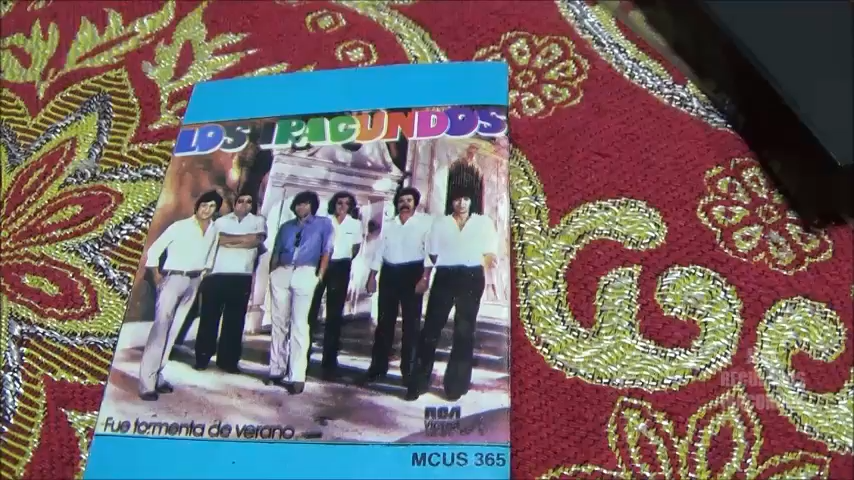 LOS IRACUNDOS
Fue tormenta de verano
RCA
MCUS 365